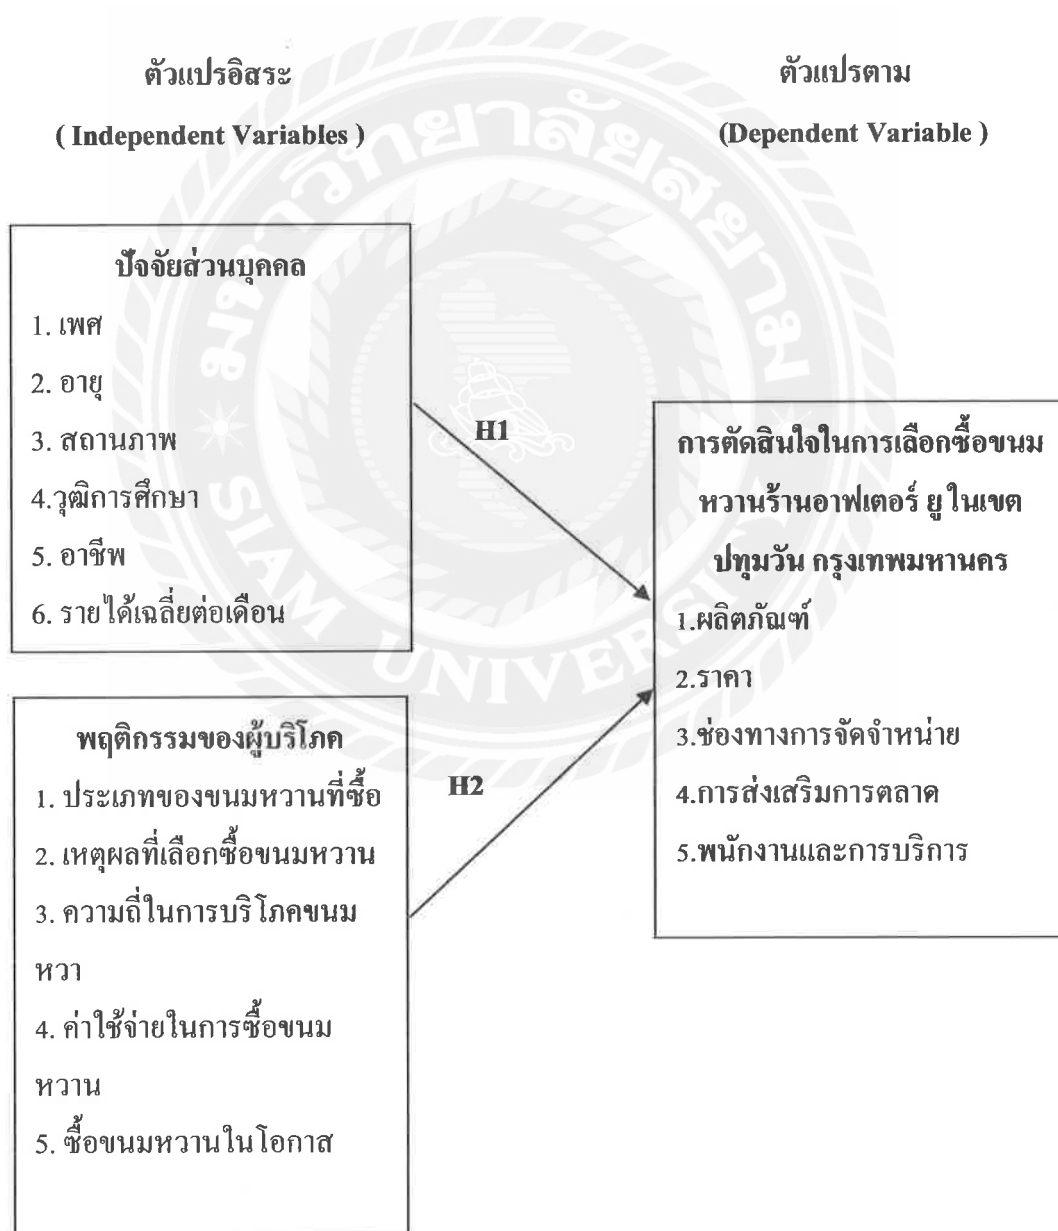 ตัวแปรอิสระ
( Independent Variables )
ตัวแปรตาม
(Dependent Variable )
ปัจจัยส่วนบุคคล
1. เพศ
2. อายุ
3. สถานภาพ
4.วุฒิการศึกษา
5. อาชีพ
6. รายได้เฉลี่ยต่อเดือน
H1
พฤติกรรมของผู้บริโภค
1. ประเภทของขนมหวานที่ซื้อ
2. เหตุผลที่เลือกซื้อขนมหวาน
3. ความถี่ในการบริโภคขนม
หวา
4. ค่าใช้จ่ายในการซื้อขนม
หวาน
5. ซื้อขนมหวานในโอกาส
H2
การตัดสินใจในการเลือกซื้อขนม
หวานร้านอาฟเตอร์ ยู ในเขต
ปทุมวัน กรุงเทพมหานคร
1.ผลิตภัณฑ์
2.ราคา
3.ช่องทางการจัดจำหน่าย
4.การส่งเสริมการตลาด
5.พนักงานและการบริการ
มหาวิทยาลัยสยาม
SIAM UNIVERSITY